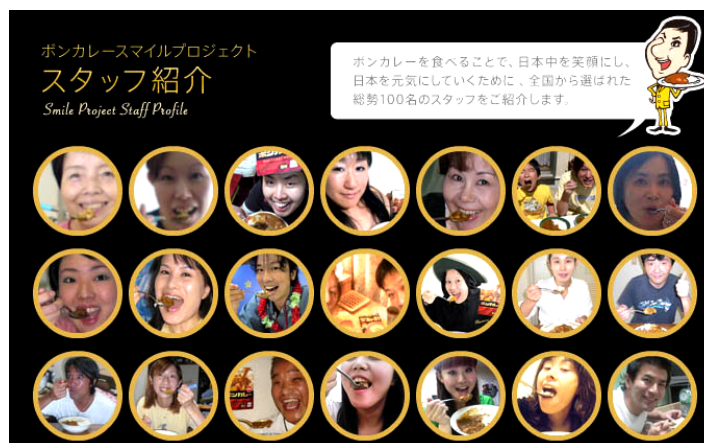 ボンカレースマイルプロジェクト
スタッフ紹介
Smile Project Staff Profile
ボンカレーを食べることで、日本中を笑顔にし、
日本を元気にしていくために、全国から選ばれた
総勢100名のスタッフをご紹介します。